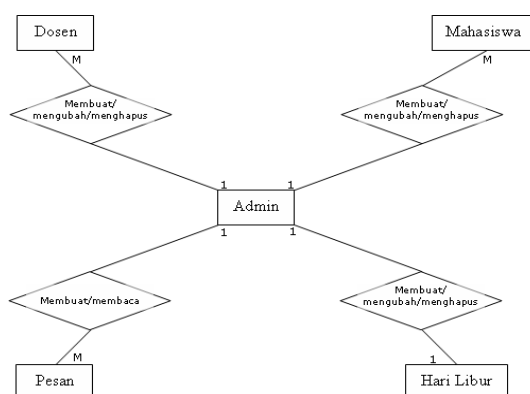 Dosen
Mahasiswa
M
M
Membuat/
mengubah/menghapus
Membuat/
mengubah/menghapus
1
1
Admin
1
1
Membuat/membaca
Membuat/
mengubah/menghapus
M
1
Pesan
Hari Libur